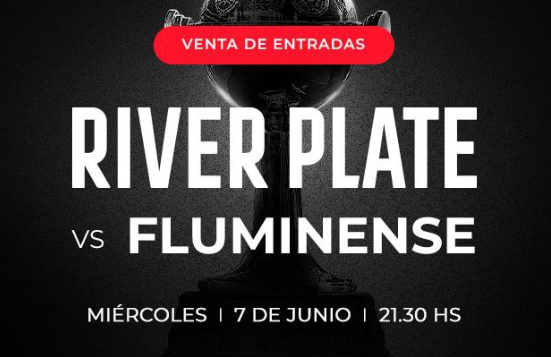 VENTA DE ENTRADAS
RIVER PLATE
VS FLUMINENSE
MIÉRCOLES | 7 DE JUNIO | 21.30 HS